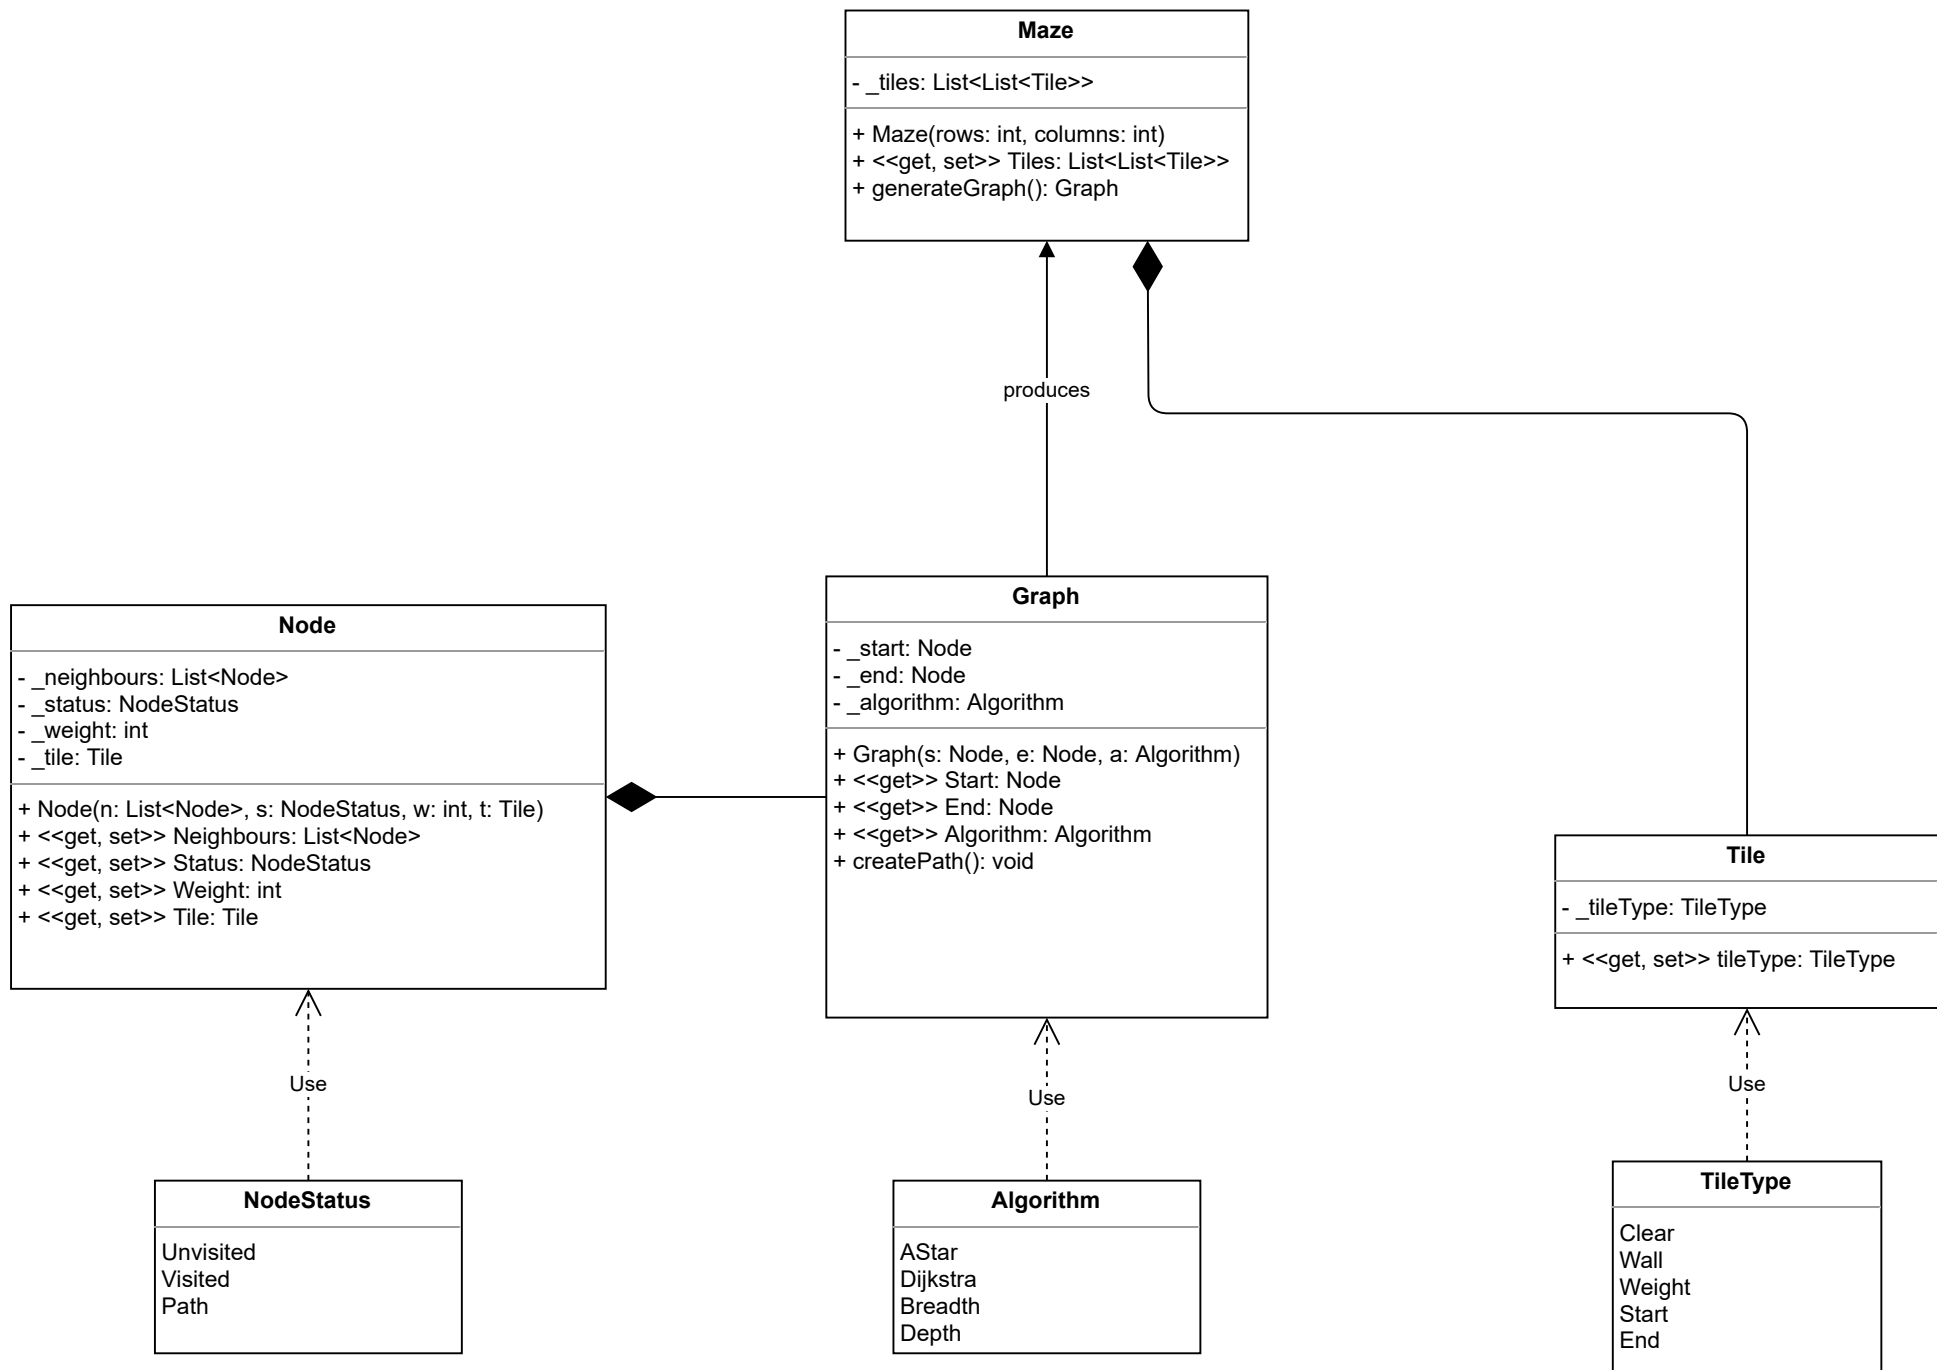 Maze
- _tiles: List<List<Tile>>
+ Maze(rows: int, columns: int)
+ <<get, set>> Tiles: List<List<Tile>>
+ generateGraph(): Graph
produces
Node
- _neighbours: List<Node>
- _status: NodeStatus
- _weight: int
- _tile: Tile
+ Node(n: List<Node>, s: NodeStatus, w: int, t: Tile)
+ <<get, set>> Neighbours: List<Node>
+ <<get, set>> Status: NodeStatus
+ <<get, set>> Weight: int
+ <<get, set>> Tile: Tile
Graph
- _start: Node
- _end: Node
- _algorithm: Algorithm
+ Graph(s: Node, e: Node, a: Algorithm)
+ <<get>> Start: Node
+ <<get>> End: Node
+ <<get>> Algorithm: Algorithm
+ createPath(): void
Tile
- _tileType: TileType
+ <<get, set>> tileType: TileType
Use
Use
Use
NodeStatus
Unvisited
Visited
Path
Algorithm
AStar
Dijkstra
Breadth
Depth
TileType
Clear
Wall
Weight
Start
End